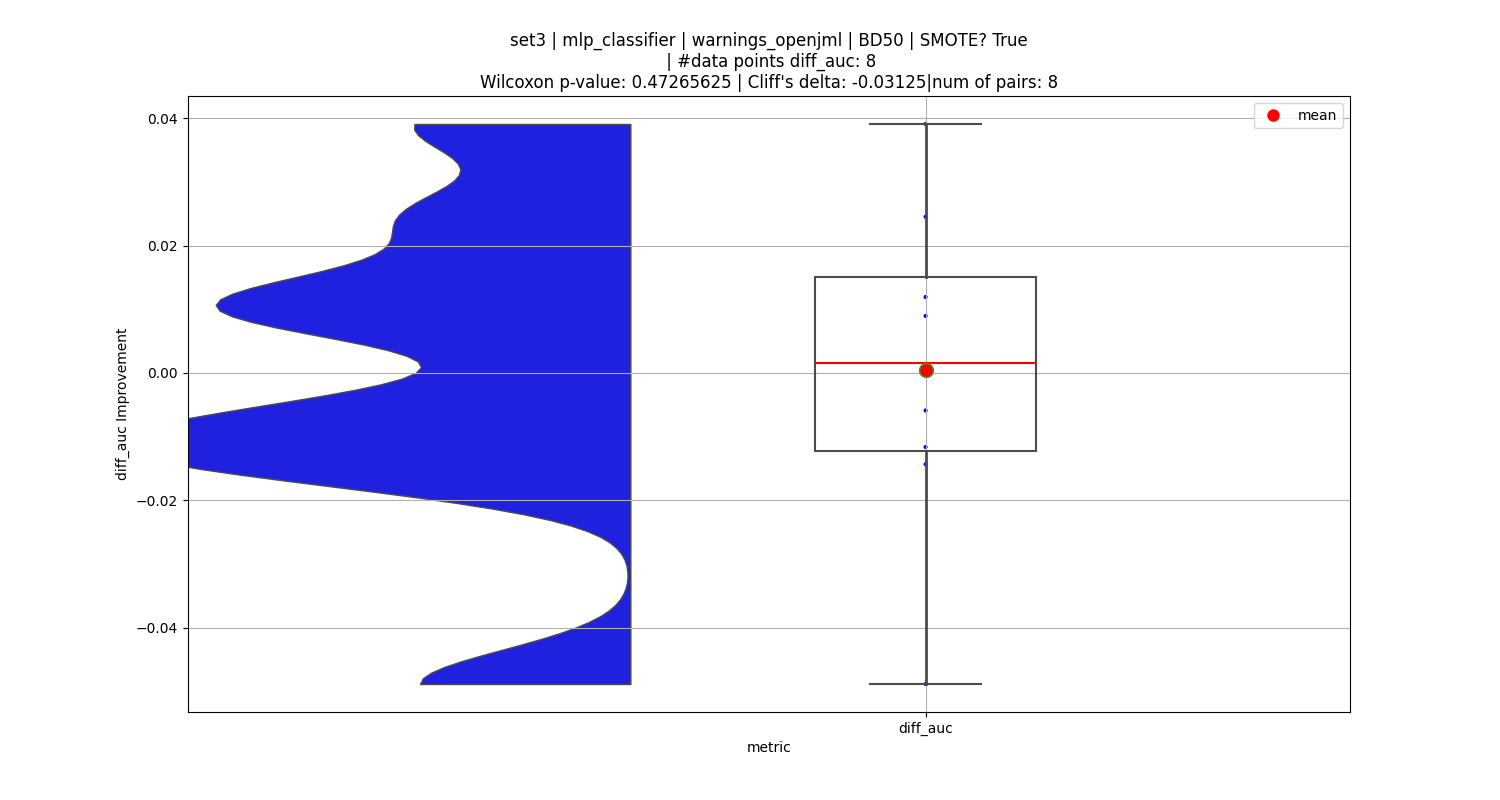 set3 | mlp_classifier | warnings_openjml | BD50 | SMOTE? True
| #data points diff_auc: 8
Wilcoxon p-value: 0.47265625 | Cliff's delta: -0.03125|num of pairs: 8
mean
0.04
0.02
0.00
−0.02
−0.04
diff_auc Improvement
diff_auc
metric